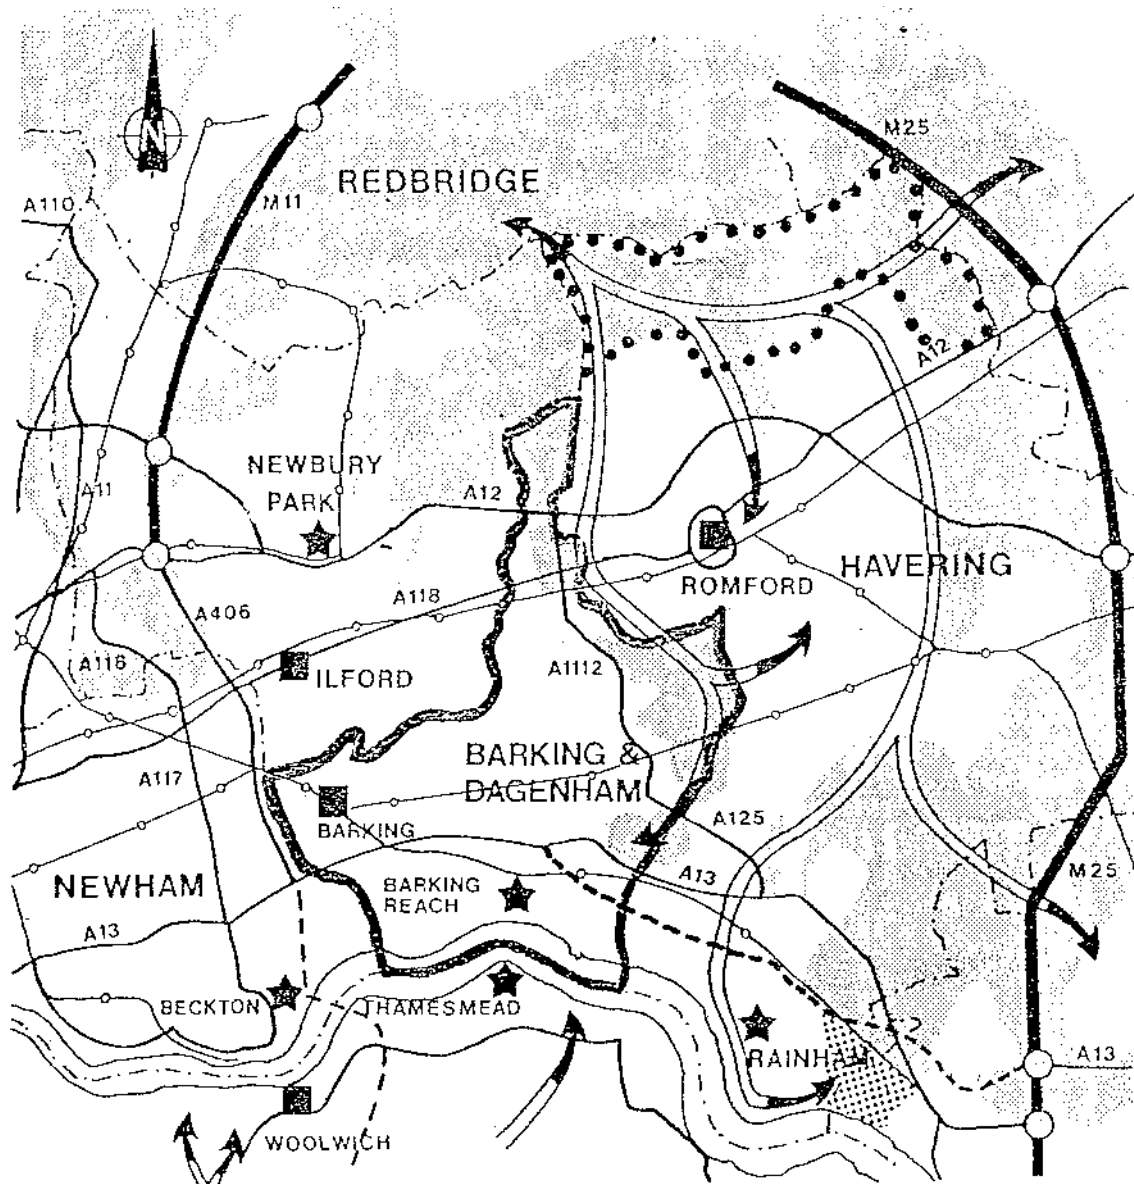 N
M25
REDBRIDGE
A110
M11
A12
NEWBURY
PARK
A11
A12
HAVERING
ROMFORD
A118
A406
A116
ILFORD
A1112
BARKING &
DAGENHAM
A117
BARKING
A125
NEWHAM
BARKING
REACH
A13
M25
A13
BECKTON
THAMESMEAD
RAINHAM
A13
WOOLWICH